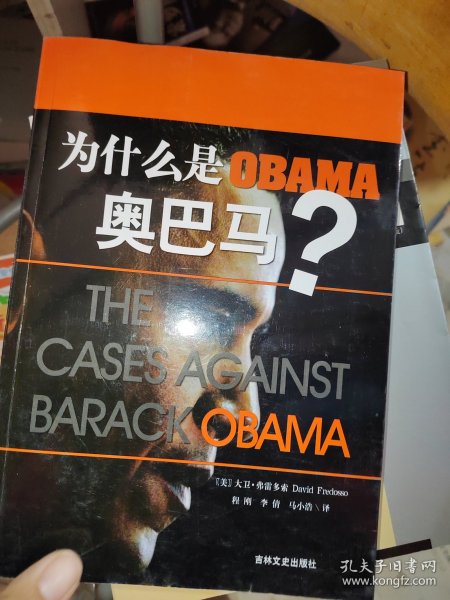 为什么是OBAMA
奥巴马?
THE
CASES AGAINST
BARACK OBAMA
[美] 大卫·弗雷多索 David Fredosso
程刚 李倩 马小浩/译
吉林文史出版社
孔夫子旧书网
www.kongfz.com